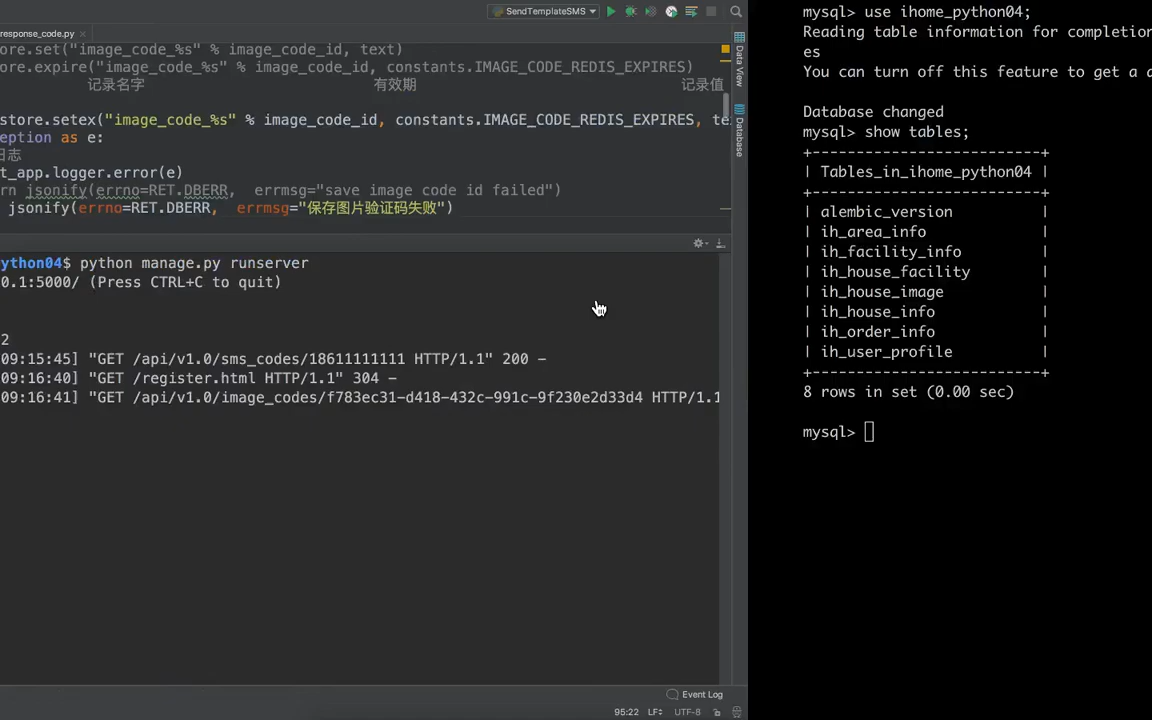 SendTemplateSMS
response_code.py
ore.set("image_code_%s" % image_code_id, text)
ore.expire("image_code_%s" % image_code_id, constants.IMAGE_CODE_REDIS_EXPIRES)
记录名字 有效期 记录值
store.setex("image_code_%s" % image_code_id, constants.IMAGE_CODE_REDIS_EXPIRES, te
eption as e:
日志
t_app.logger.error(e)
rn jsonify(errno=RET.DBERR, errmsg="save image code id failed")
jsonify(errno=RET.DBERR, errmsg="保存图片验证码失败")
Data View
Database
ython04$ python manage.py runserver
0.1:5000/ (Press CTRL+C to quit)
2
09:15:45] "GET /api/v1.0/sms_codes/18611111111 HTTP/1.1" 200 -
09:16:40] "GET /register.html HTTP/1.1" 304 -
09:16:41] "GET /api/v1.0/image_codes/f783ec31-d418-432c-991c-9f230e2d33d4 HTTP/1.1
Event Log
95:22 LF÷ UTF-8
mysql> use ihome_python04;
Reading table information for completion
es
You can turn off this feature to get a q
Database changed
mysql> show tables;
+-------------------------+
| Tables_in_ihome_python04 |
+-------------------------+
| alembic_version |
| ih_area_info |
| ih_facility_info |
| ih_house_facility |
| ih_house_image |
| ih_house_info |
| ih_order_info |
| ih_user_profile |
+-------------------------+
8 rows in set (0.00 sec)
mysql>